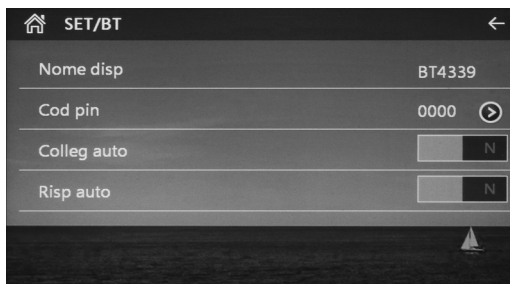 SET/BT
Nome disp BT4339
Cod pin 0000
Colleg auto N
Risp auto N